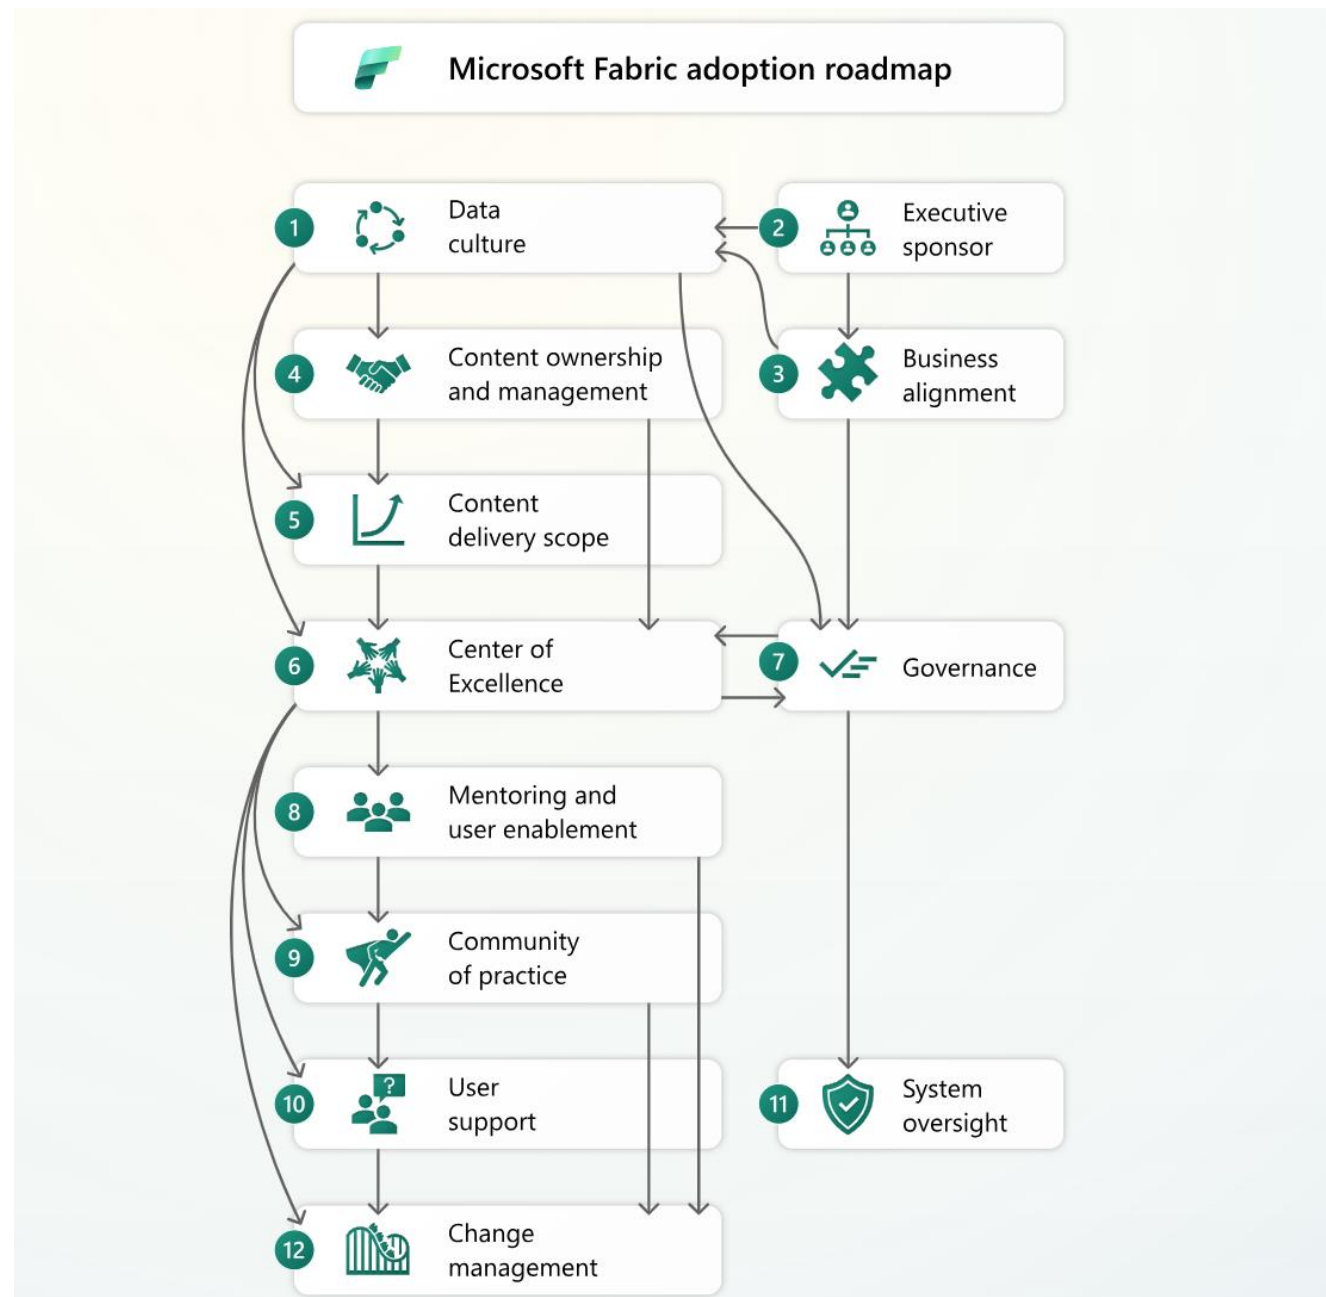 Microsoft Fabric adoption roadmap
1
Data
culture
2
Executive
sponsor
4
Content ownership
and management
3
Business
alignment
5
Content
delivery scope
6
Center of
Excellence
7
Governance
8
Mentoring and
user enablement
9
Community
of practice
?
10
User
support
11
System
oversight
12
Change
management